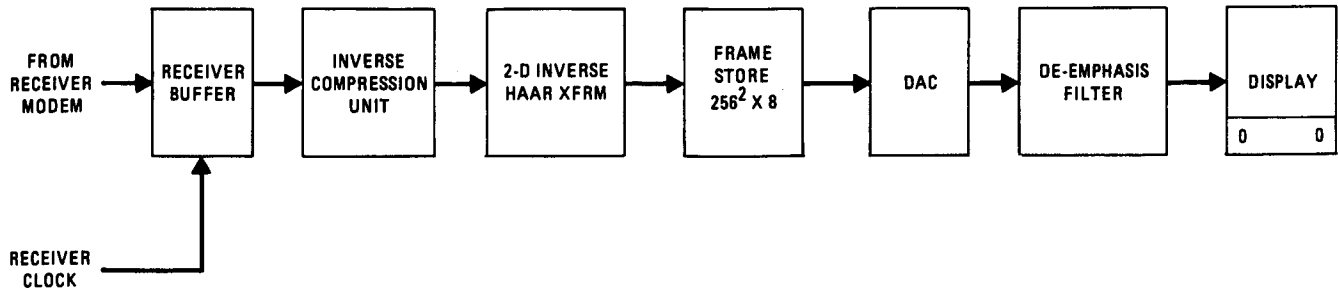 FROM
RECEIVER
MODEM
RECEIVER
BUFFER
INVERSE
COMPRESSION
UNIT
2-D INVERSE
HAAR XFRM
FRAME
STORE
256² X 8
DAC
DE-EMPHASIS
FILTER
DISPLAY
0 0
RECEIVER
CLOCK